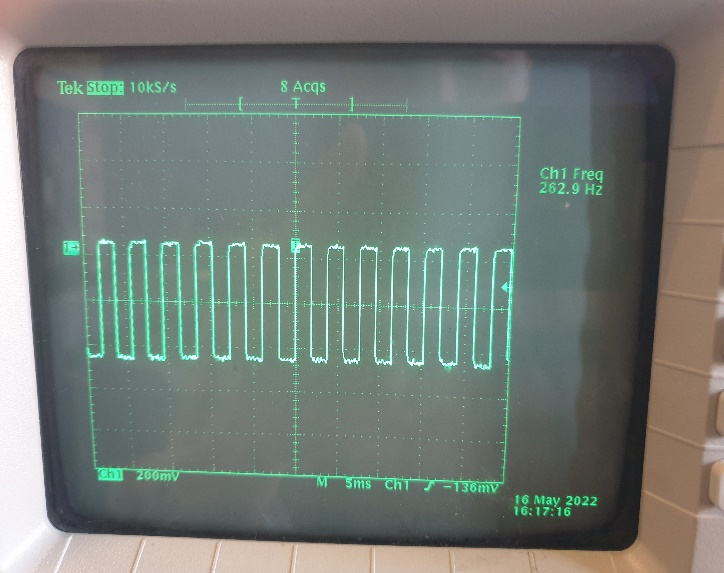 Tek Stop: 10kS/s 8 Acqs
[ T ]
Ch1 Freq
262.9 Hz
1→
T
Ch1 200mV M 5ms Ch1 -136mV
16 May 2022
16:17:16